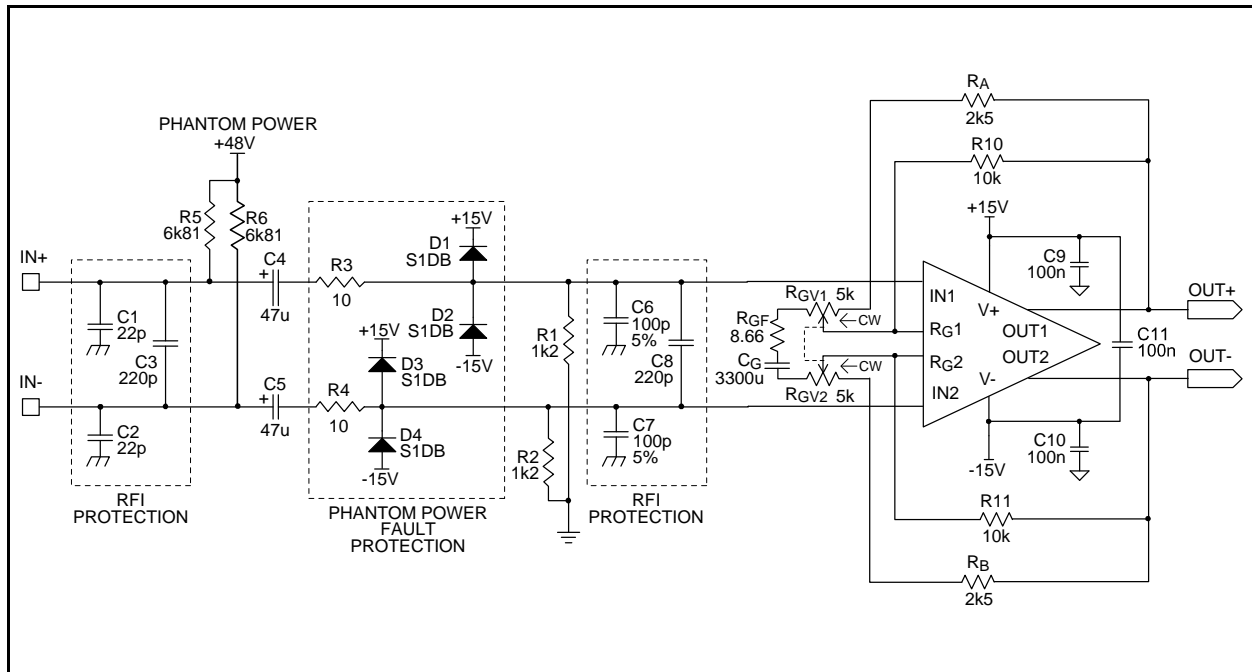 PHANTOM POWER
+48V
R5
6k81
R6
6k81
IN+
C1
22p
C3
220p
IN-
C2
22p
RFI
PROTECTION
C4
+
47u
C5
+
47u
R3
10
R4
10
+15V
D1
S1DB
D2
S1DB
-15V
+15V
D3
S1DB
D4
S1DB
-15V
PHANTOM POWER
FAULT
PROTECTION
R1
1k2
R2
1k2
C6
100p
5%
C8
220p
C7
100p
5%
RFI
PROTECTION
RA
2k5
R10
10k
RGV1 5k
CW
RGF
8.66
CG
3300u
CW
RGV2 5k
+15V
C9
100n
IN1
V+
RG1
OUT1
RG2
OUT2
IN2
V-
C11
100n
C10
100n
-15V
OUT+
OUT-
R11
10k
RB
2k5